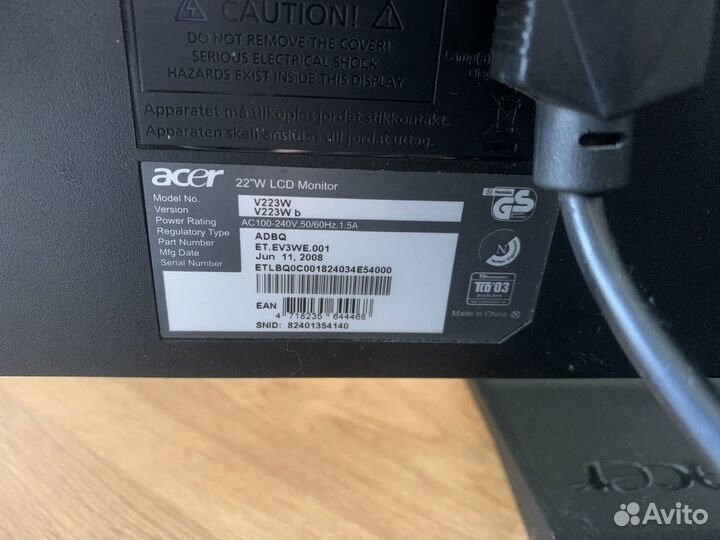 CAUTION!
DO NOT REMOVE THE COVER!
SERIOUS ELECTRICAL SHOCK
HAZARDS EXIST INSIDE THIS DISPLAY
Lamp(s)
Apparatet må tilkoples jordet stikkontakt.
Apparaten skall anslutas till jordat uttag.
acer 22"W LCD Monitor
Model No. V223W
Version V223W b
Power Rating AC100-240V,50/60Hz,1.5A
Regulatory Type ADBQ
Part Number ET.EV3WE.001
Mfg Date Jun 11, 2008
Serial Number ETLBQ0C001824034E54000
EAN
4 718235 644468
SNID: 82401354140
GS
N
TCO'03
DISPLAYS
Made in China
acer
Avito